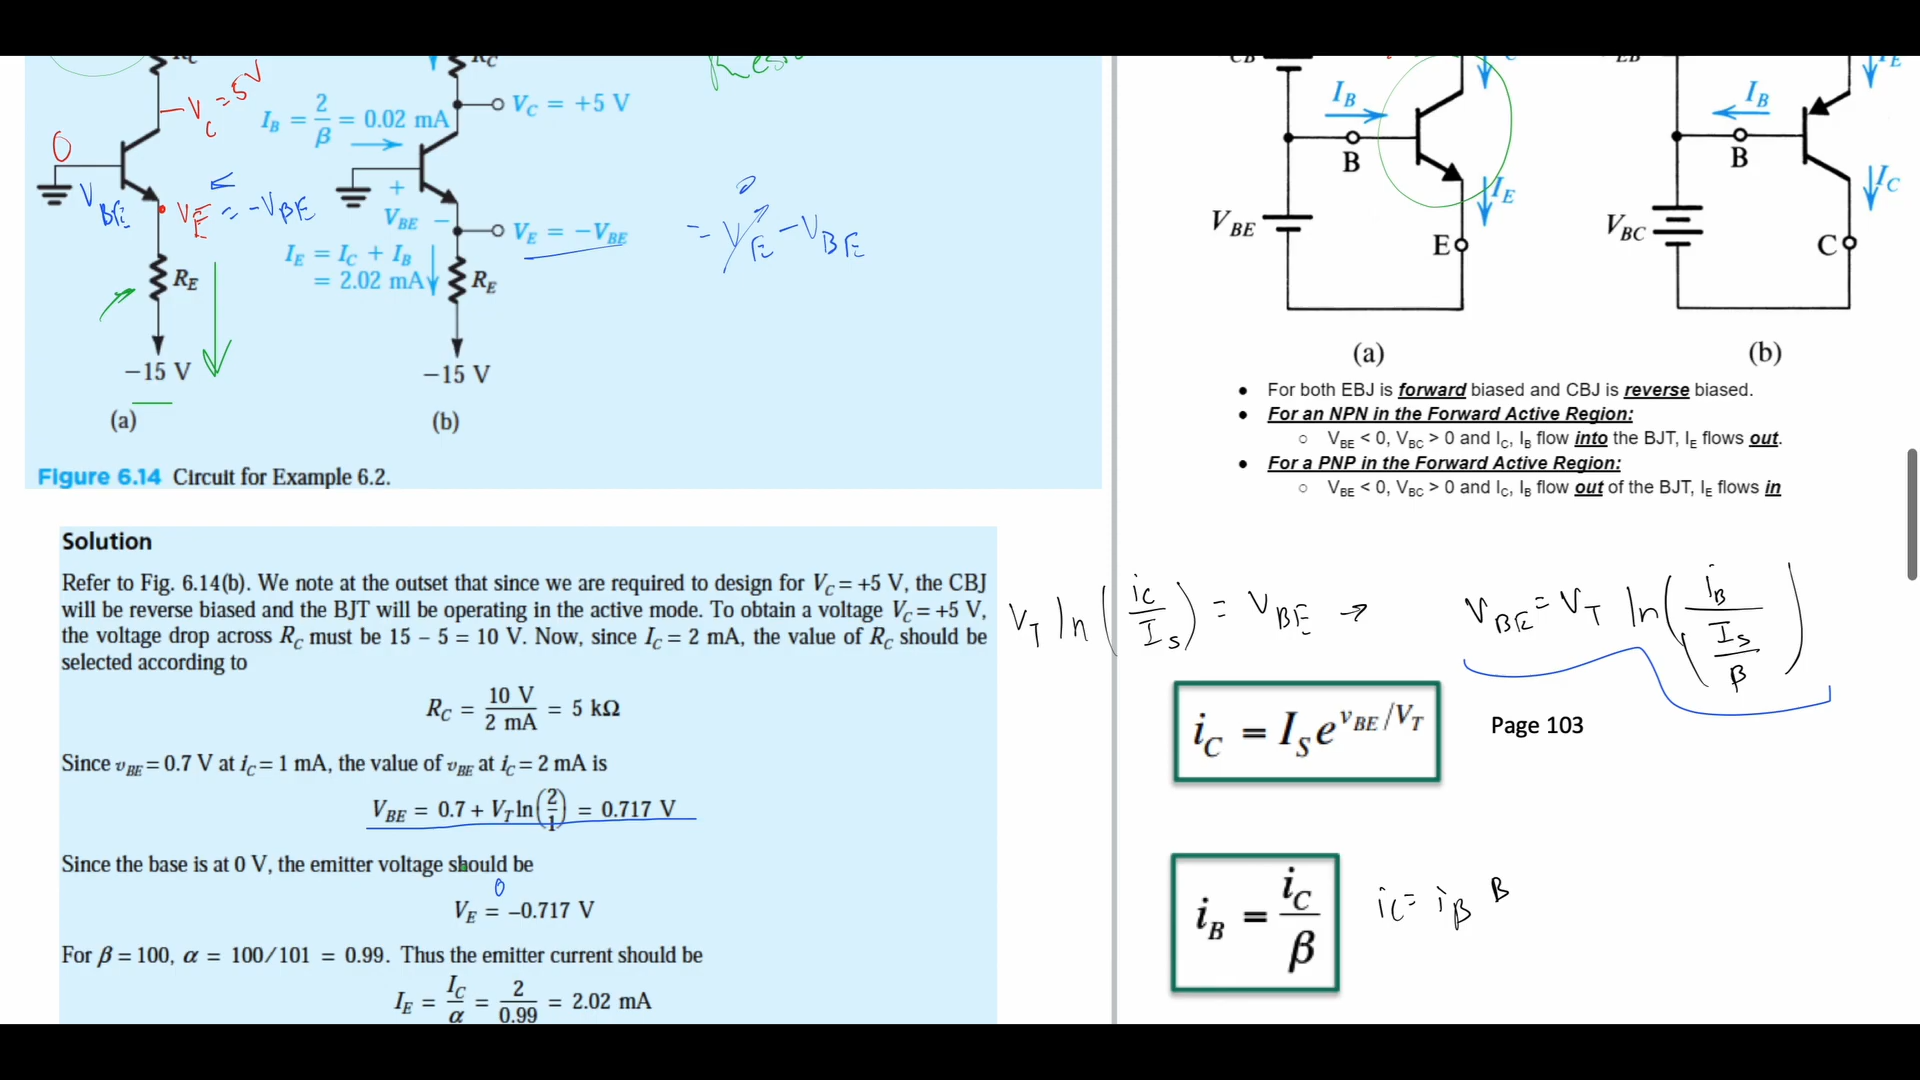 V_C = 5V
0
V_BE
V_E = -V_BE
R_E
−15 V
(a)
I_B = 2/β = 0.02 mA
V_C = +5 V
+
V_BE −
V_E = −V_BE
I_E = I_C + I_B
= 2.02 mA
R_E
−15 V
(b)
0
= V_E - V_BE
Figure 6.14 Circuit for Example 6.2.
Solution
Refer to Fig. 6.14(b). We note at the outset that since we are required to design for V_C = +5 V, the CBJ
will be reverse biased and the BJT will be operating in the active mode. To obtain a voltage V_C = +5 V,
the voltage drop across R_C must be 15 − 5 = 10 V. Now, since I_C = 2 mA, the value of R_C should be
selected according to
R_C = 10 V / 2 mA = 5 kΩ
Since v_BE = 0.7 V at i_C = 1 mA, the value of v_BE at i_C = 2 mA is
V_BE = 0.7 + V_T ln(2/1) = 0.717 V
Since the base is at 0 V, the emitter voltage should be
0
V_E = −0.717 V
For β = 100, α = 100/101 = 0.99. Thus the emitter current should be
I_E = I_C/α = 2/0.99 = 2.02 mA
I_B
B
I_E
V_BE
E
(a)
I_B
B
I_C
V_BC
C
(b)
• For both EBJ is forward biased and CBJ is reverse biased.
• For an NPN in the Forward Active Region:
○ V_BE < 0, V_BC > 0 and I_C, I_B flow into the BJT, I_E flows out.
• For a PNP in the Forward Active Region:
○ V_BE < 0, V_BC > 0 and I_C, I_B flow out of the BJT, I_E flows in
V_T ln(i_C/I_S) = V_BE → V_BE = V_T ln(i_B/(I_S/β))
i_C = I_S e^(v_BE/V_T)
Page 103
i_B = i_C/β
i_C = i_B B